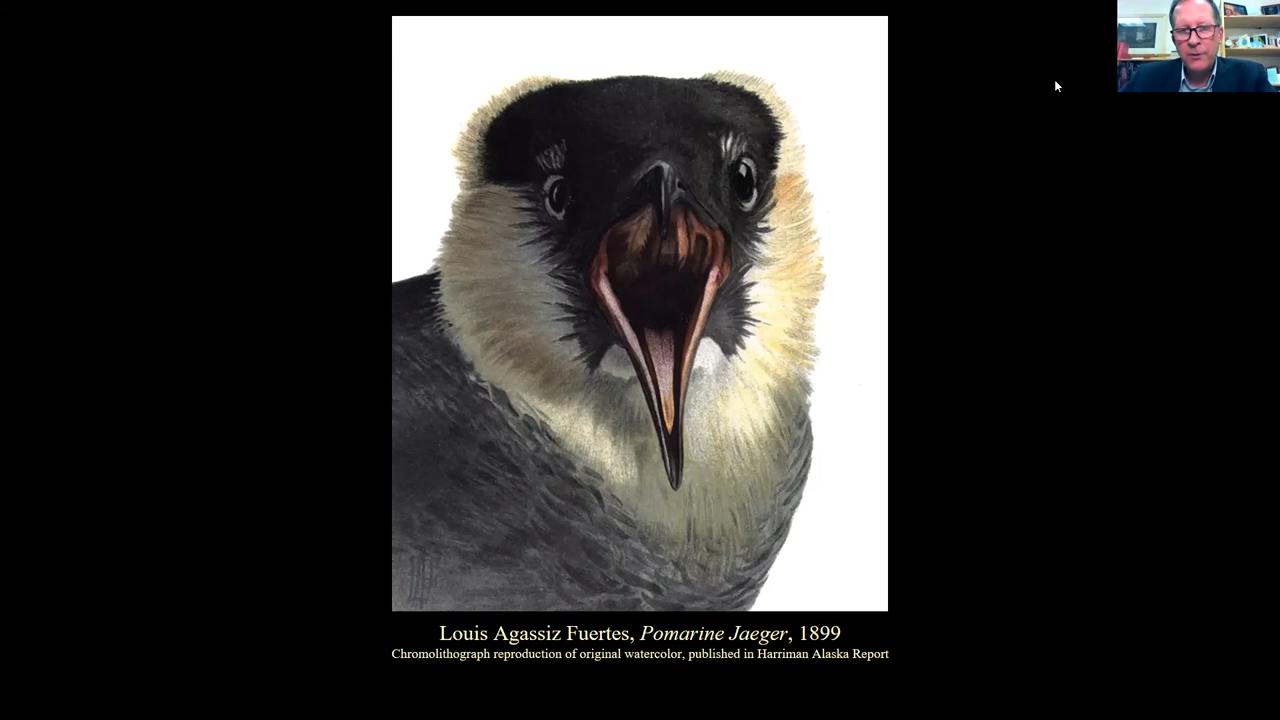 Louis Agassiz Fuertes, Pomarine Jaeger, 1899
Chromolithograph reproduction of original watercolor, published in Harriman Alaska Report